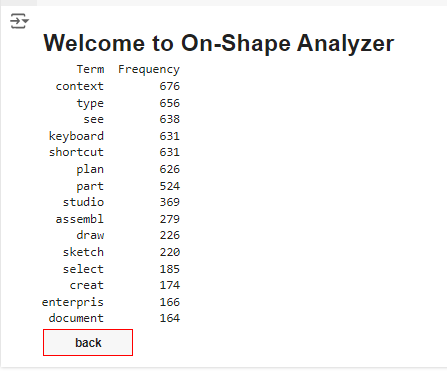 Welcome to On-Shape Analyzer
Term Frequency
context 676
type 656
see 638
keyboard 631
shortcut 631
plan 626
part 524
studio 369
assembl 279
draw 226
sketch 220
select 185
creat 174
enterpris 166
document 164
back